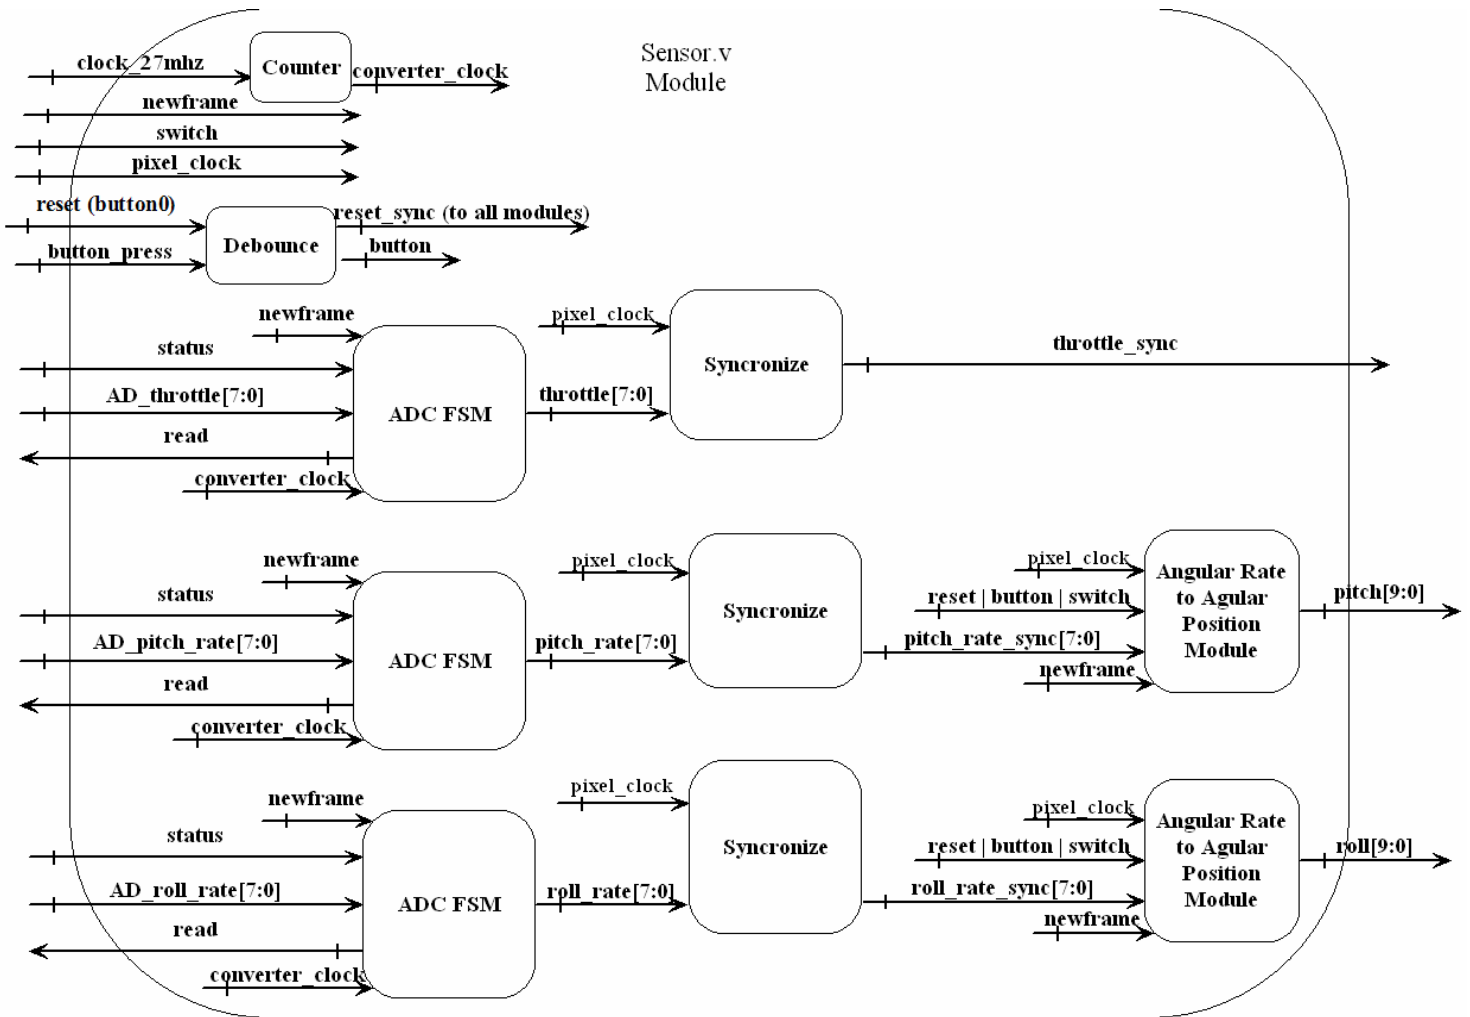 Sensor.v
Module
clock_27mhz
Counter
converter_clock
newframe
switch
pixel_clock
reset (button0)
button_press
Debounce
reset_sync (to all modules)
button
newframe
status
AD_throttle[7:0]
read
converter_clock
ADC FSM
throttle[7:0]
pixel_clock
Syncronize
throttle_sync
newframe
status
AD_pitch_rate[7:0]
read
converter_clock
ADC FSM
pitch_rate[7:0]
pixel_clock
Syncronize
pixel_clock
reset | button | switch
pitch_rate_sync[7:0]
newframe
Angular Rate
to Agular
Position
Module
pitch[9:0]
newframe
status
AD_roll_rate[7:0]
read
converter_clock
ADC FSM
roll_rate[7:0]
pixel_clock
Syncronize
pixel_clock
reset | button | switch
roll_rate_sync[7:0]
newframe
Angular Rate
to Agular
Position
Module
roll[9:0]